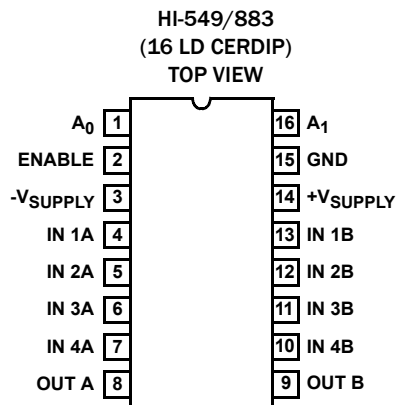 HI-549/883
(16 LD CERDIP)
TOP VIEW
A0 1 16 A1
ENABLE 2 15 GND
-VSUPPLY 3 14 +VSUPPLY
IN 1A 4 13 IN 1B
IN 2A 5 12 IN 2B
IN 3A 6 11 IN 3B
IN 4A 7 10 IN 4B
OUT A 8 9 OUT B